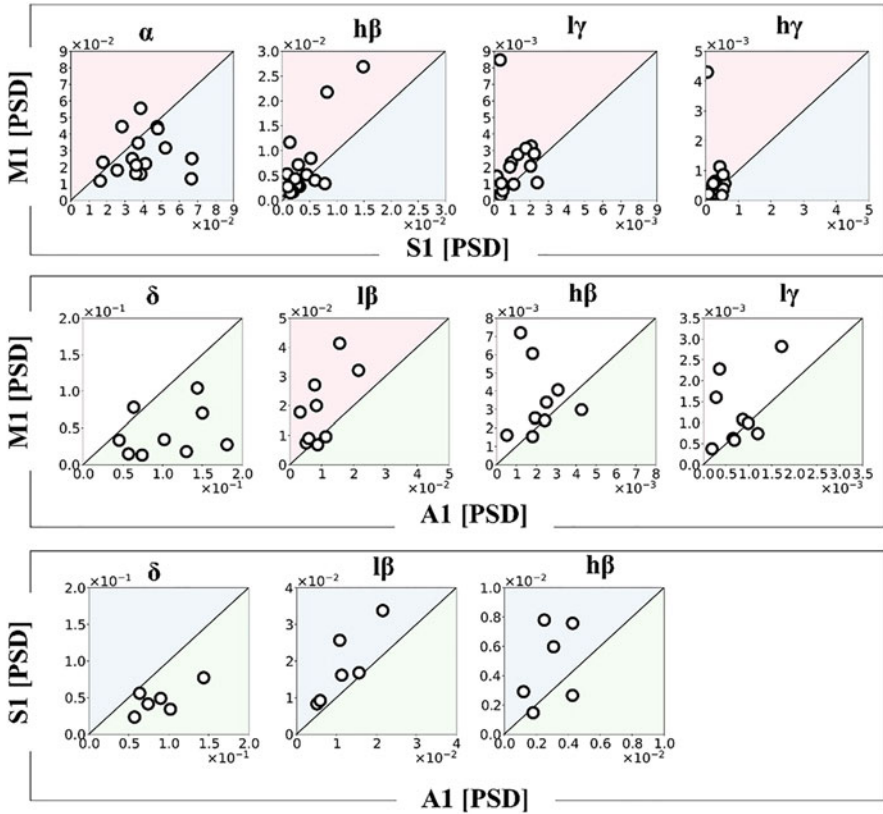 α hβ lγ hγ
×10⁻² ×10⁻² ×10⁻³ ×10⁻³
M1 [PSD]
9 8 7 6 5 4 3 2 1 0
3.0 2.5 2.0 1.5 1.0 0.5 0.0
9 8 7 6 5 4 3 2 1 0
5 4 3 2 1 0
0 1 2 3 4 5 6 7 8 9
0.0 0.5 1.0 1.5 2.0 2.5 3.0
0 1 2 3 4 5 6 7 8 9
0 1 2 3 4 5
×10⁻² ×10⁻² ×10⁻³ ×10⁻³
S1 [PSD]
δ lβ hβ lγ
×10⁻¹ ×10⁻² ×10⁻³ ×10⁻³
M1 [PSD]
2.0 1.5 1.0 0.5 0.0
5 4 3 2 1 0
8 7 6 5 4 3 2 1 0
3.5 3.0 2.5 2.0 1.5 1.0 0.5 0.0
0.0 0.5 1.0 1.5 2.0
0 1 2 3 4 5
0 1 2 3 4 5 6 7 8
0.0 0.5 1.0 1.5 2.0 2.5 3.0 3.5
×10⁻¹ ×10⁻² ×10⁻³ ×10⁻³
A1 [PSD]
δ lβ hβ
×10⁻¹ ×10⁻² ×10⁻²
S1 [PSD]
2.0 1.5 1.0 0.5 0.0
4 3 2 1 0
1.0 0.8 0.6 0.4 0.2 0.0
0.0 0.5 1.0 1.5 2.0
0 1 2 3 4
0.0 0.2 0.4 0.6 0.8 1.0
×10⁻¹ ×10⁻² ×10⁻²
A1 [PSD]